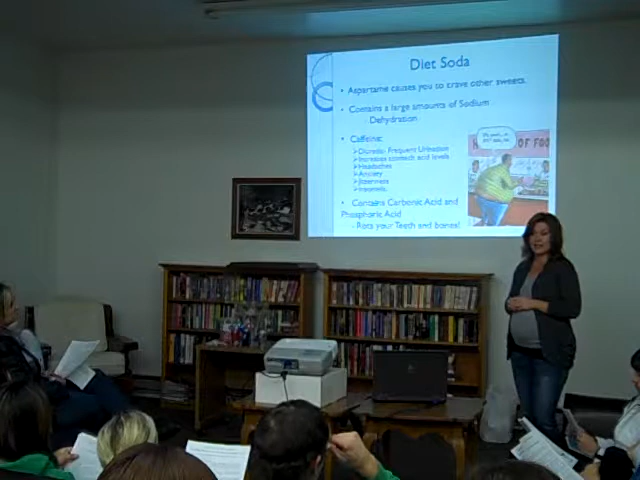 Diet Soda
• Aspartame causes you to crave other sweets.
• Contains a large amounts of Sodium
- Dehydration
• Caffeine:
➢Diuretic- Frequent Urination
➢Increases stomach acid levels
➢Headaches
➢Anxiety
➢Jitteriness
➢Insomnia
• Contains Carbonic Acid and
Phosphoric Acid
- Rots your Teeth and bones!
OF FOO